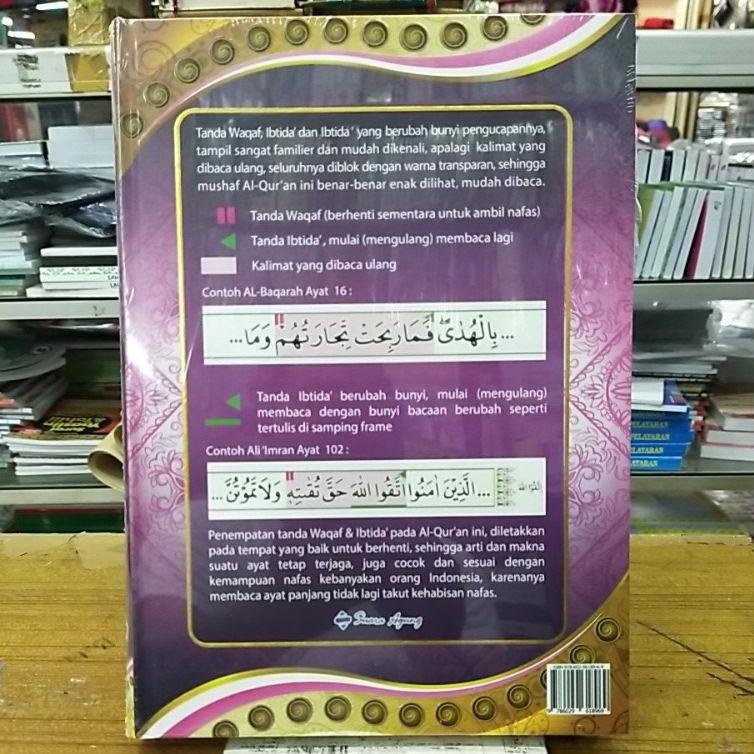 Tanda Waqaf, Ibtida' dan Ibtida' yang berubah bunyi pengucapannya,
tampil sangat familier dan mudah dikenali, apalagi kalimat yang
dibaca ulang, seluruhnya diblok dengan warna transparan, sehingga
mushaf Al-Qur'an ini benar-benar enak dilihat, mudah dibaca.
Tanda Waqaf (berhenti sementara untuk ambil nafas)
Tanda Ibtida', mulai (mengulang) membaca lagi
Kalimat yang dibaca ulang
Contoh AL-Baqarah Ayat 16 :
... بِالْهُدٰىۖ فَمَا رَبِحَتْ تِّجَارَتُهُمْ وَمَا ...
Tanda Ibtida' berubah bunyi, mulai (mengulang)
membaca dengan bunyi bacaan berubah seperti
tertulis di samping frame
Contoh Ali 'Imran Ayat 102 :
... الَّذِيْنَ اٰمَنُوا اتَّقُوا اللّٰهَ حَقَّ تُقٰىتِهٖ وَلَا تَمُوْتُنَّ ...
Penempatan tanda Waqaf & Ibtida' pada Al-Qur'an ini, diletakkan
pada tempat yang baik untuk berhenti, sehingga arti dan makna
suatu ayat tetap terjaga, juga cocok dan sesuai dengan
kemampuan nafas kebanyakan orang Indonesia, karenanya
membaca ayat panjang tidak lagi takut kehabisan nafas.
Suara Agung
PELAYARAN
PELAYARAN
PELAYARAN